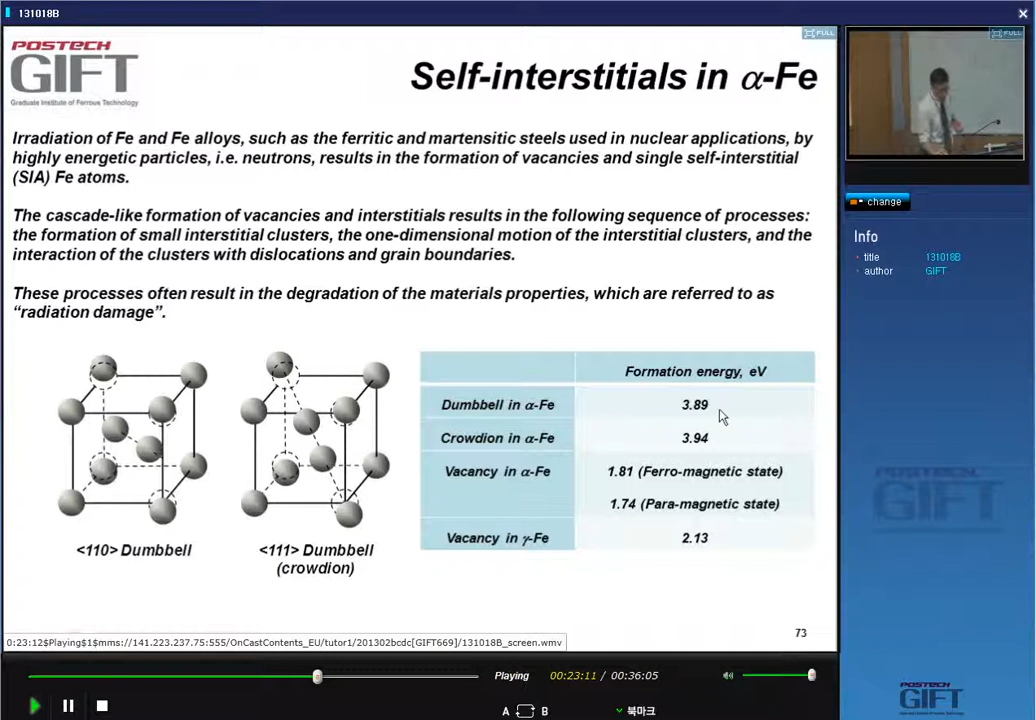 131018B
FULL
POSTECH
GIFT
Graduate Institute of Ferrous Technology
Self-interstitials in α-Fe
Irradiation of Fe and Fe alloys, such as the ferritic and martensitic steels used in nuclear applications, by
highly energetic particles, i.e. neutrons, results in the formation of vacancies and single self-interstitial
(SIA) Fe atoms.
The cascade-like formation of vacancies and interstitials results in the following sequence of processes:
the formation of small interstitial clusters, the one-dimensional motion of the interstitial clusters, and the
interaction of the clusters with dislocations and grain boundaries.
These processes often result in the degradation of the materials properties, which are referred to as
“radiation damage”.
<110> Dumbbell
<111> Dumbbell
(crowdion)
Formation energy, eV
Dumbbell in α-Fe 3.89
Crowdion in α-Fe 3.94
Vacancy in α-Fe 1.81 (Ferro-magnetic state)
1.74 (Para-magnetic state)
Vacancy in γ-Fe 2.13
73
0:23:12$Playing$1$mms://141.223.237.75:555/OnCastContents_EU/tutor1/201302bcdc[GIFT669]/131018B_screen.wmv
FULL
change
Info
title 131018B
author GIFT
POSTECH
GIFT
Playing 00:23:11 / 00:36:05
A B
북마크
POSTECH
GIFT